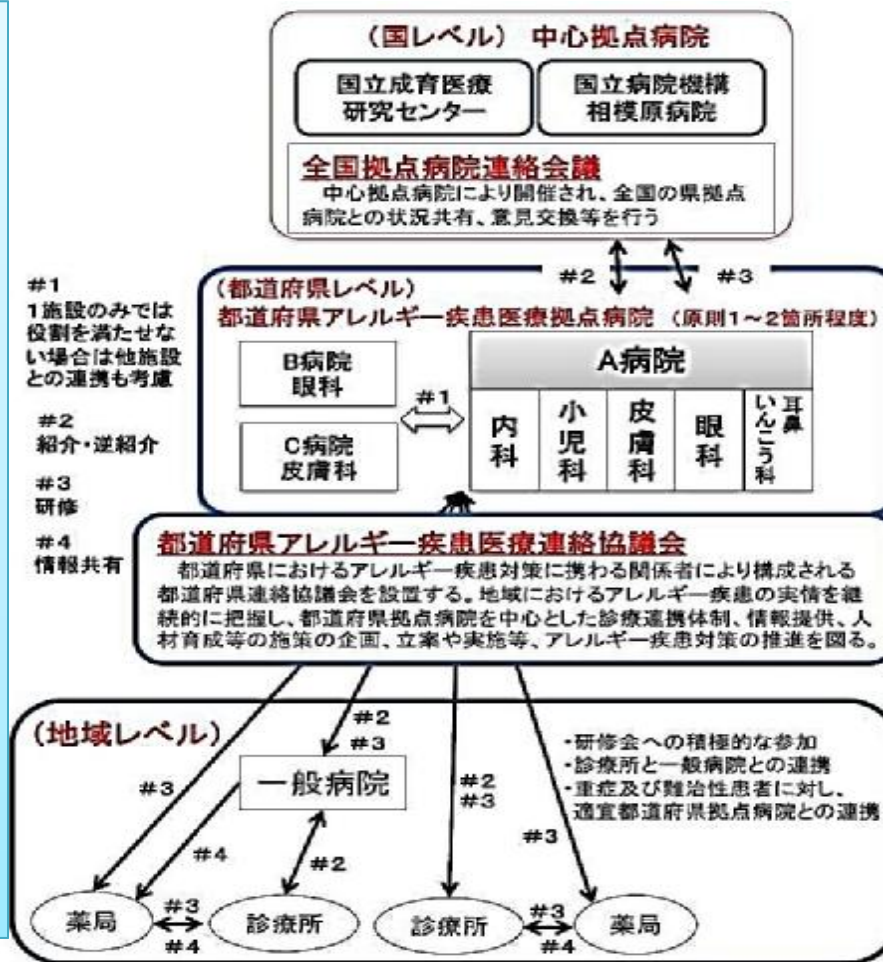 (国レベル) 中心拠点病院
国立成育医療
研究センター
国立病院機構
相模原病院
全国拠点病院連絡会議
中心拠点病院により開催され、全国の県拠点
病院との状況共有、意見交換等を行う
#2
#3
#1
1施設のみでは
役割を満たせな
い場合は他施設
との連携も考慮
#2
紹介・逆紹介
#3
研修
#4
情報共有
(都道府県レベル)
都道府県アレルギー疾患医療拠点病院 (原則1~2箇所程度)
B病院
眼科
C病院
皮膚科
#1
A病院
内科
小児科
皮膚科
眼科
耳鼻
いんこう科
都道府県アレルギー疾患医療連絡協議会
都道府県におけるアレルギー疾患対策に携わる関係者により構成される
都道府県連絡協議会を設置する。地域におけるアレルギー疾患の実情を継
続的に把握し、都道府県拠点病院を中心とした診療連携体制、情報提供、人
材育成等の施策の企画、立案や実施等、アレルギー疾患対策の推進を図る。
(地域レベル)
#2
#3
一般病院
#3
#4
#2
#2
#3
#3
・研修会への積極的な参加
・診療所と一般病院との連携
・重症及び難治性患者に対し、
適宜都道府県拠点病院との連携
薬局
#3
#4
診療所
診療所
#3
#4
薬局